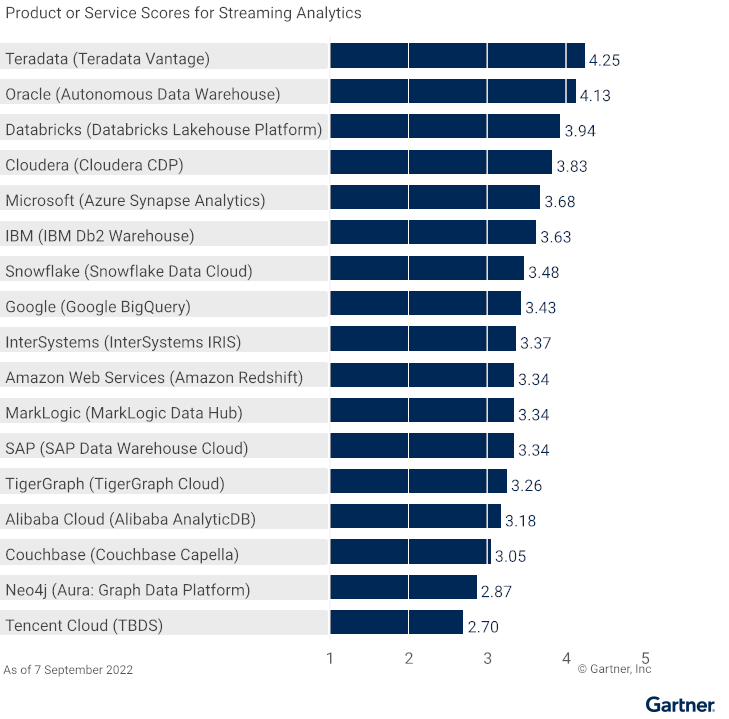 Product or Service Scores for Streaming Analytics
Teradata (Teradata Vantage) 4.25
Oracle (Autonomous Data Warehouse) 4.13
Databricks (Databricks Lakehouse Platform) 3.94
Cloudera (Cloudera CDP) 3.83
Microsoft (Azure Synapse Analytics) 3.68
IBM (IBM Db2 Warehouse) 3.63
Snowflake (Snowflake Data Cloud) 3.48
Google (Google BigQuery) 3.43
InterSystems (InterSystems IRIS) 3.37
Amazon Web Services (Amazon Redshift) 3.34
MarkLogic (MarkLogic Data Hub) 3.34
SAP (SAP Data Warehouse Cloud) 3.34
TigerGraph (TigerGraph Cloud) 3.26
Alibaba Cloud (Alibaba AnalyticDB) 3.18
Couchbase (Couchbase Capella) 3.05
Neo4j (Aura: Graph Data Platform) 2.87
Tencent Cloud (TBDS) 2.70
1 2 3 4 5
As of 7 September 2022 © Gartner, Inc
Gartner